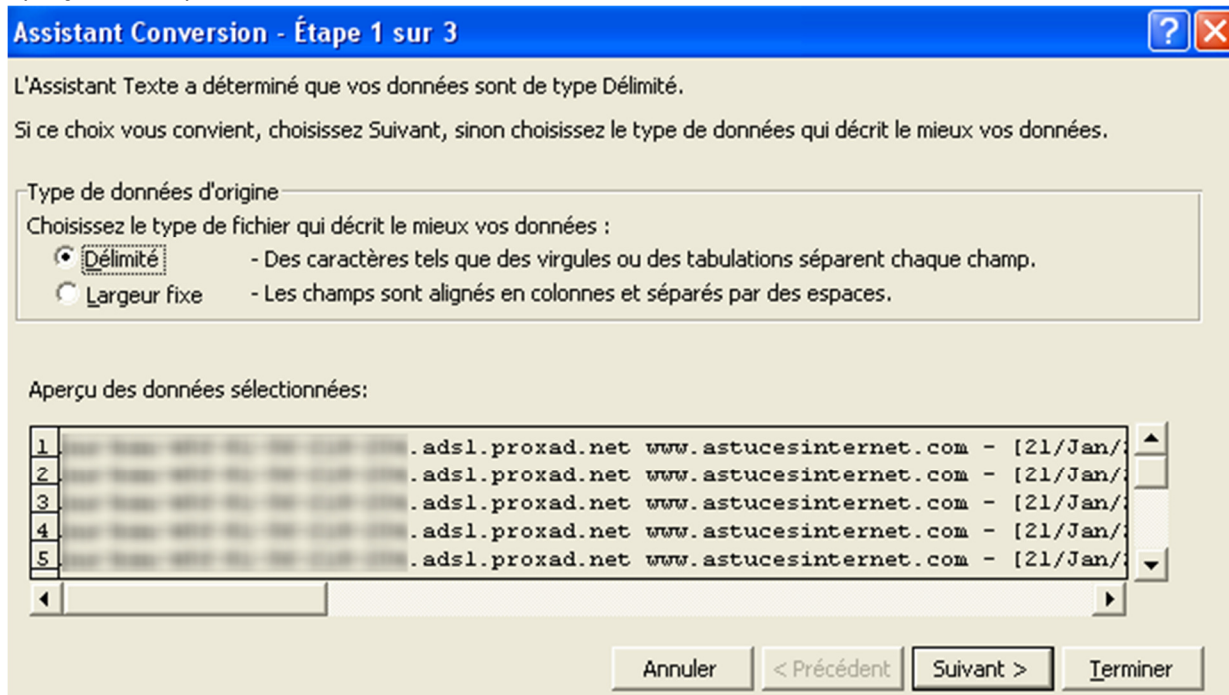 Assistant Conversion - Étape 1 sur 3
L'Assistant Texte a déterminé que vos données sont de type Délimité.
Si ce choix vous convient, choisissez Suivant, sinon choisissez le type de données qui décrit le mieux vos données.
Type de données d'origine
Choisissez le type de fichier qui décrit le mieux vos données :
Délimité - Des caractères tels que des virgules ou des tabulations séparent chaque champ.
Largeur fixe - Les champs sont alignés en colonnes et séparés par des espaces.
Aperçu des données sélectionnées:
1 .adsl.proxad.net www.astucesinternet.com - [21/Jan/
2 .adsl.proxad.net www.astucesinternet.com - [21/Jan/
3 .adsl.proxad.net www.astucesinternet.com - [21/Jan/
4 .adsl.proxad.net www.astucesinternet.com - [21/Jan/
5 .adsl.proxad.net www.astucesinternet.com - [21/Jan/
Annuler < Précédent Suivant > Terminer